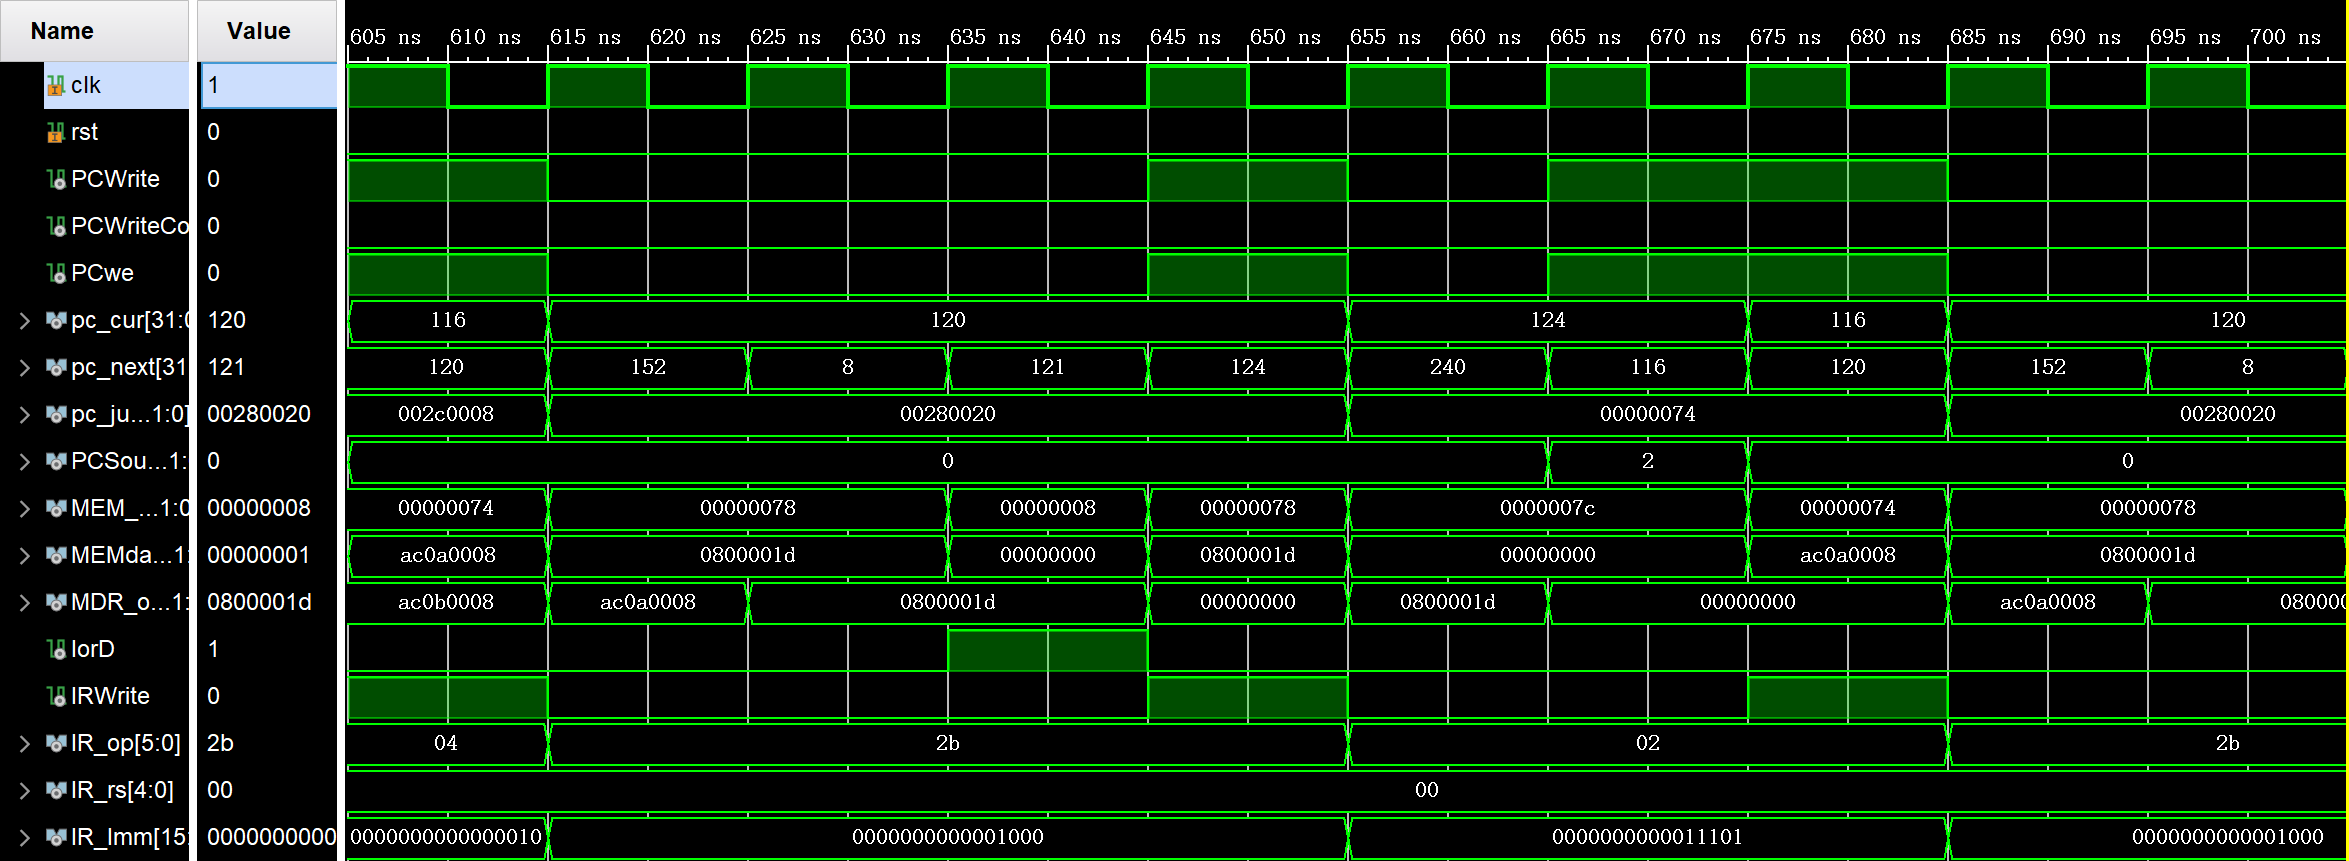 Name Value 605 ns 610 ns 615 ns 620 ns 625 ns 630 ns 635 ns 640 ns 645 ns 650 ns 655 ns 660 ns 665 ns 670 ns 675 ns 680 ns 685 ns 690 ns 695 ns 700 ns
clk 1
rst 0
PCWrite 0
PCWriteCo 0
PCwe 0
pc_cur[31:0 120 116 120 124 116 120
pc_next[31 121 120 152 8 121 124 240 116 120 152 8
pc_ju...1:0] 00280020 002c0008 00280020 00000074 00280020
PCSou...1: 0 0 2 0
MEM_...1:0 00000008 00000074 00000078 00000008 00000078 0000007c 00000074 00000078
MEMda...1: 00000001 ac0a0008 0800001d 00000000 0800001d 00000000 ac0a0008 0800001d
MDR_o...1: 0800001d ac0b0008 ac0a0008 0800001d 00000000 0800001d 00000000 ac0a0008 080000
IorD 1
IRWrite 0
IR_op[5:0] 2b 04 2b 02 2b
IR_rs[4:0] 00 00
IR_Imm[15: 0000000000 0000000000000010 0000000000001000 0000000000011101 0000000000001000